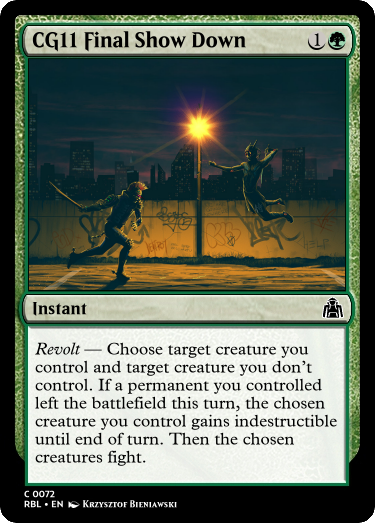 CG11 Final Show Down
1
Instant
Revolt — Choose target creature you
control and target creature you don't
control. If a permanent you controlled
left the battlefield this turn, the chosen
creature you control gains indestructible
until end of turn. Then the chosen
creatures fight.
C 0072
RBL • EN Krzysztof Bieniawski